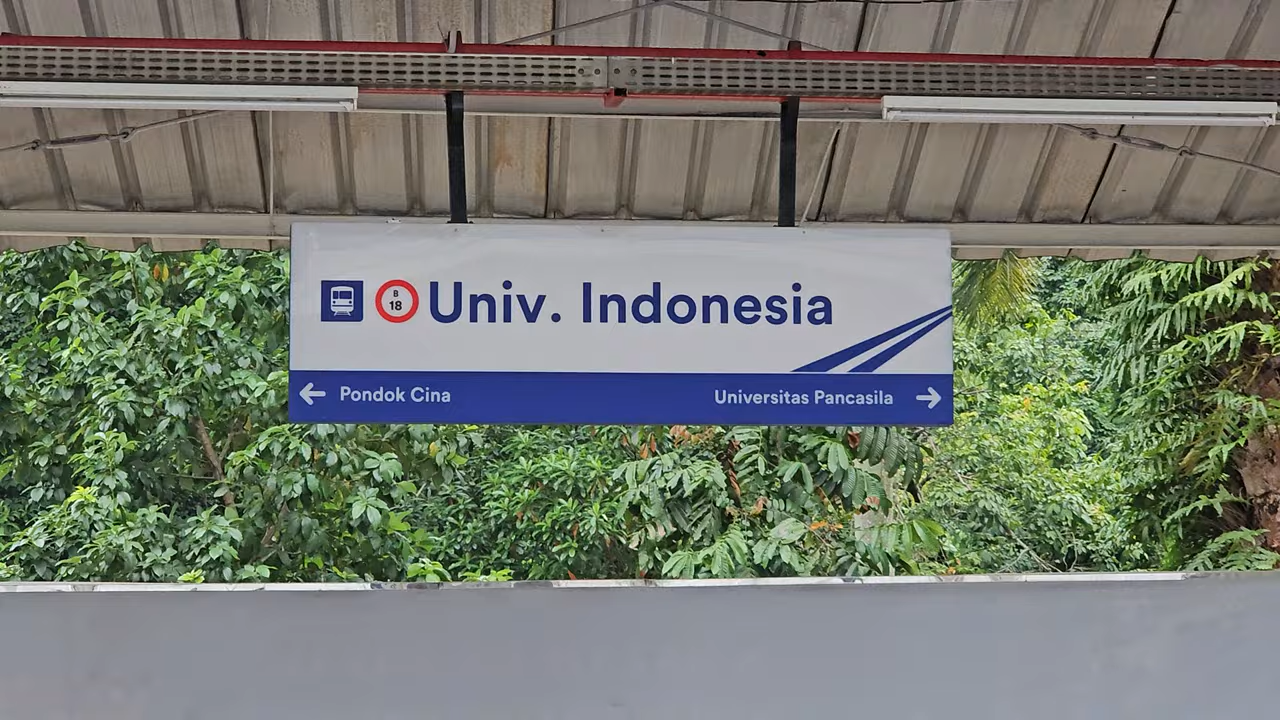 B
18
Univ. Indonesia
← Pondok Cina
Universitas Pancasila →